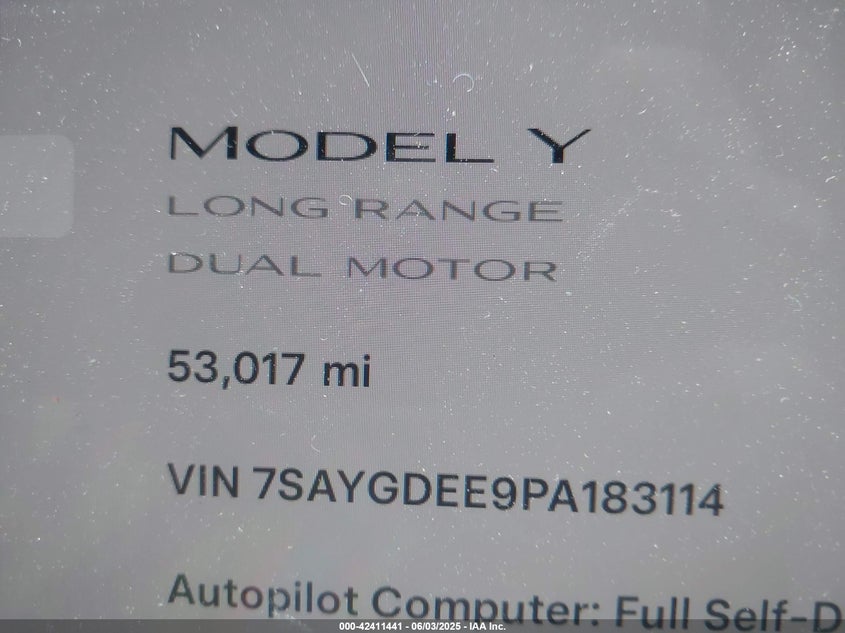 MODEL Y
LONG RANGE
DUAL MOTOR
53,017 mi
VIN 7SAYGDEE9PA183114
Autopilot Computer: Full Self-D
000-42411441 - 06/03/2025 - IAA Inc.